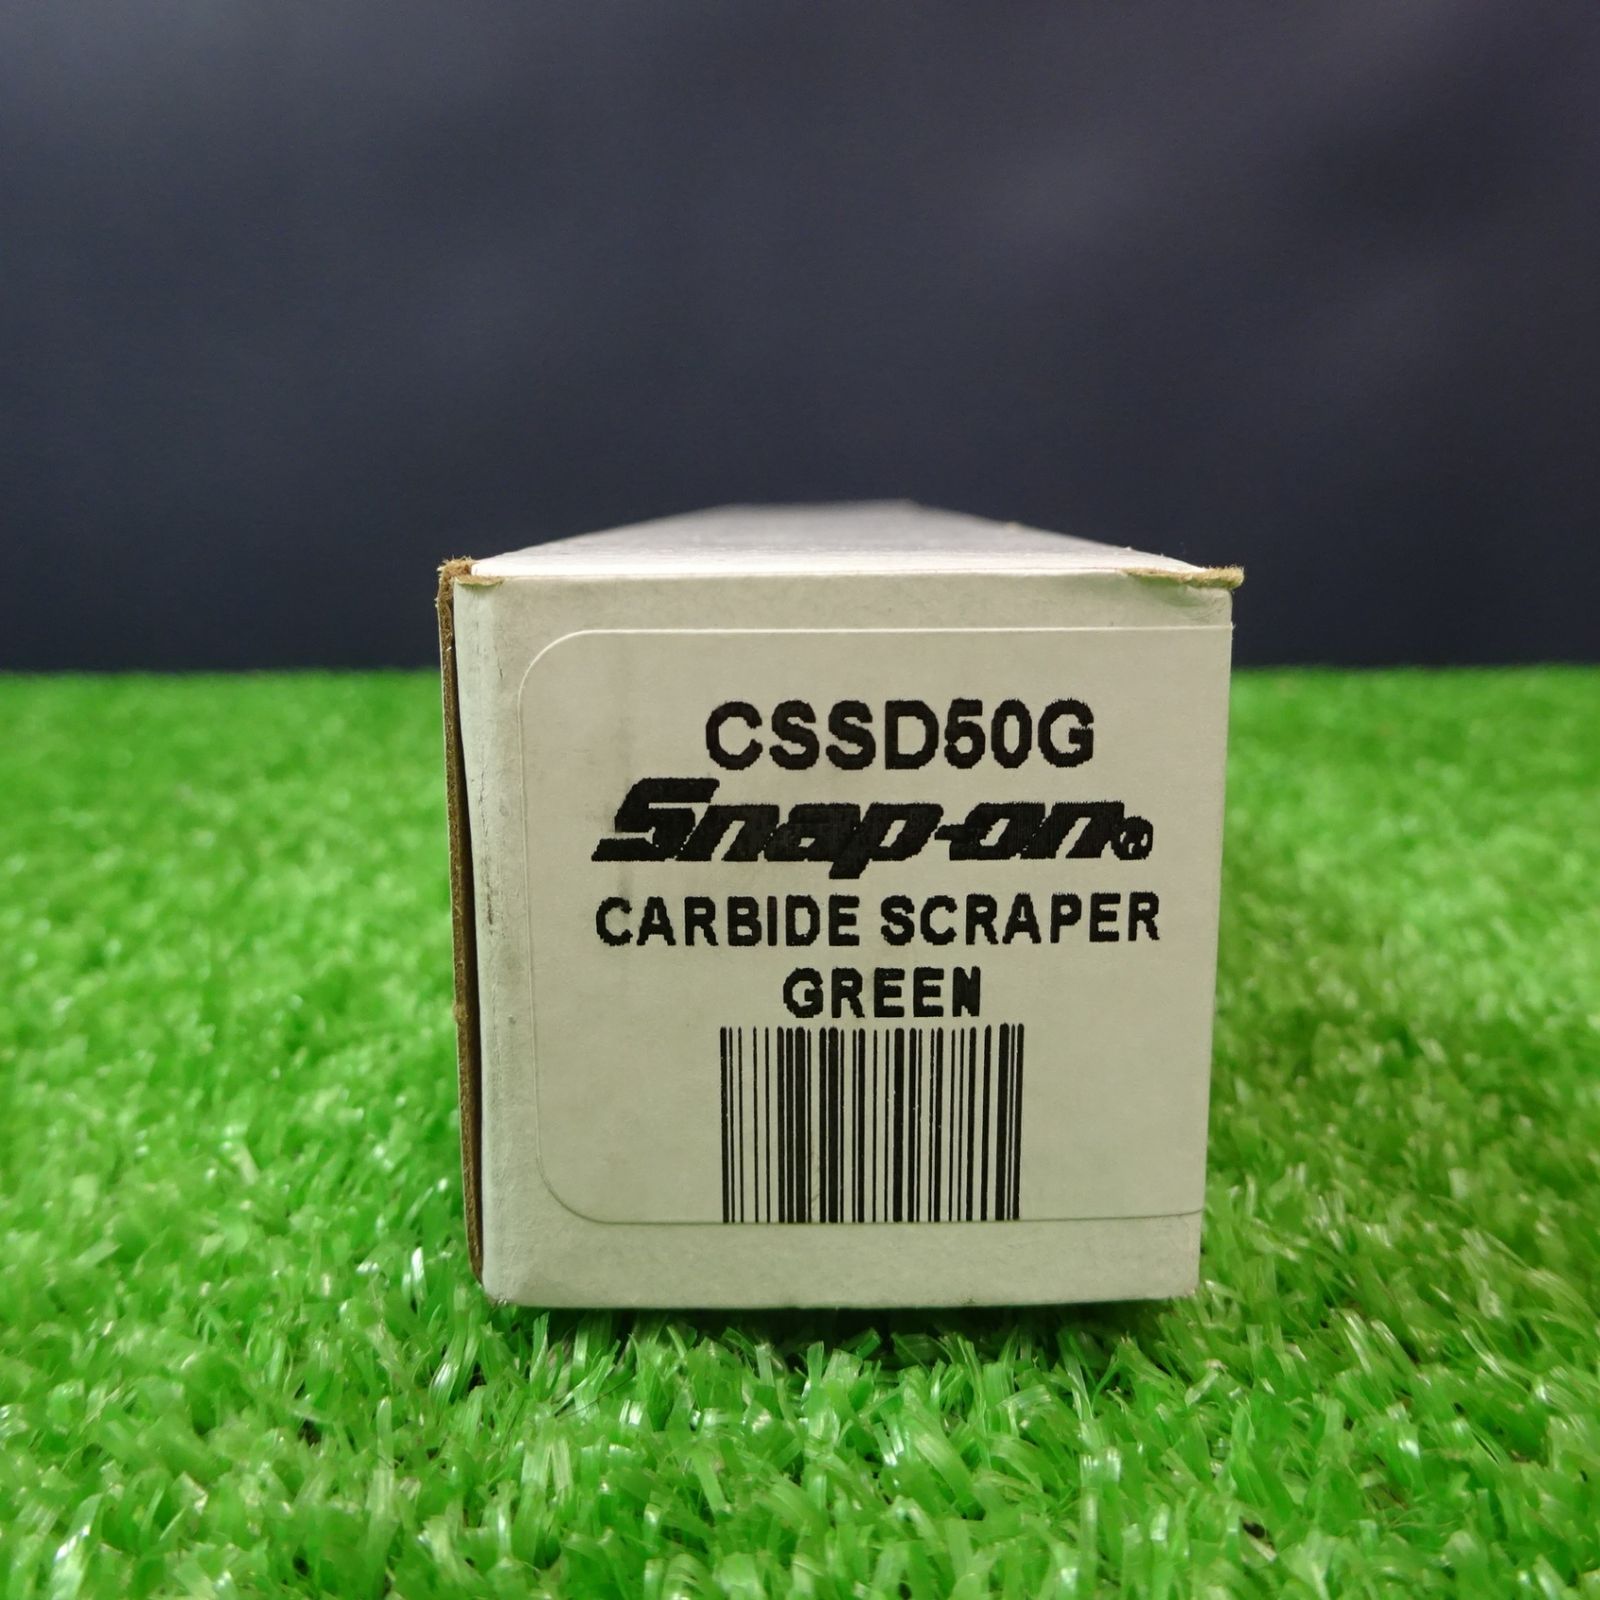 CSSD50G
Snap-on®
CARBIDE SCRAPER
GREEN